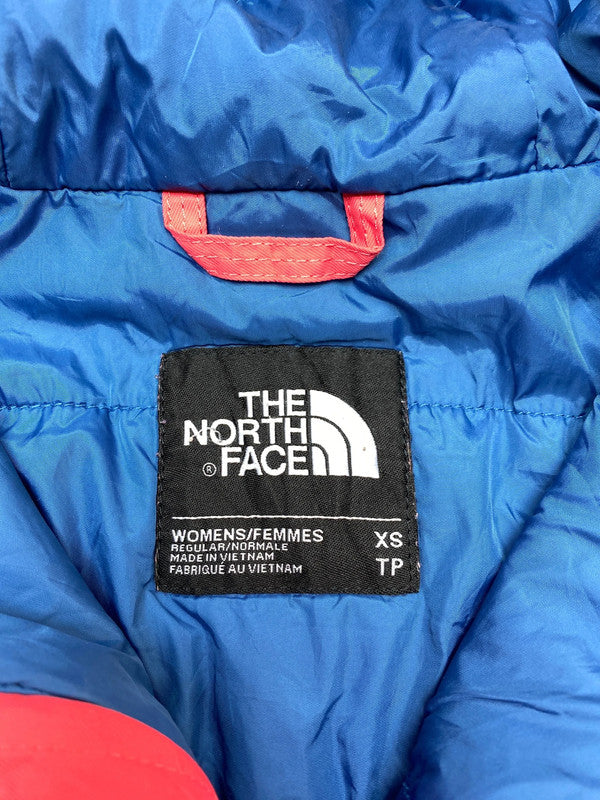 THE
NORTH
® FACE
WOMENS/FEMMES XS
REGULAR/NORMALE
MADE IN VIETNAM TP
FABRIQUÉ AU VIETNAM